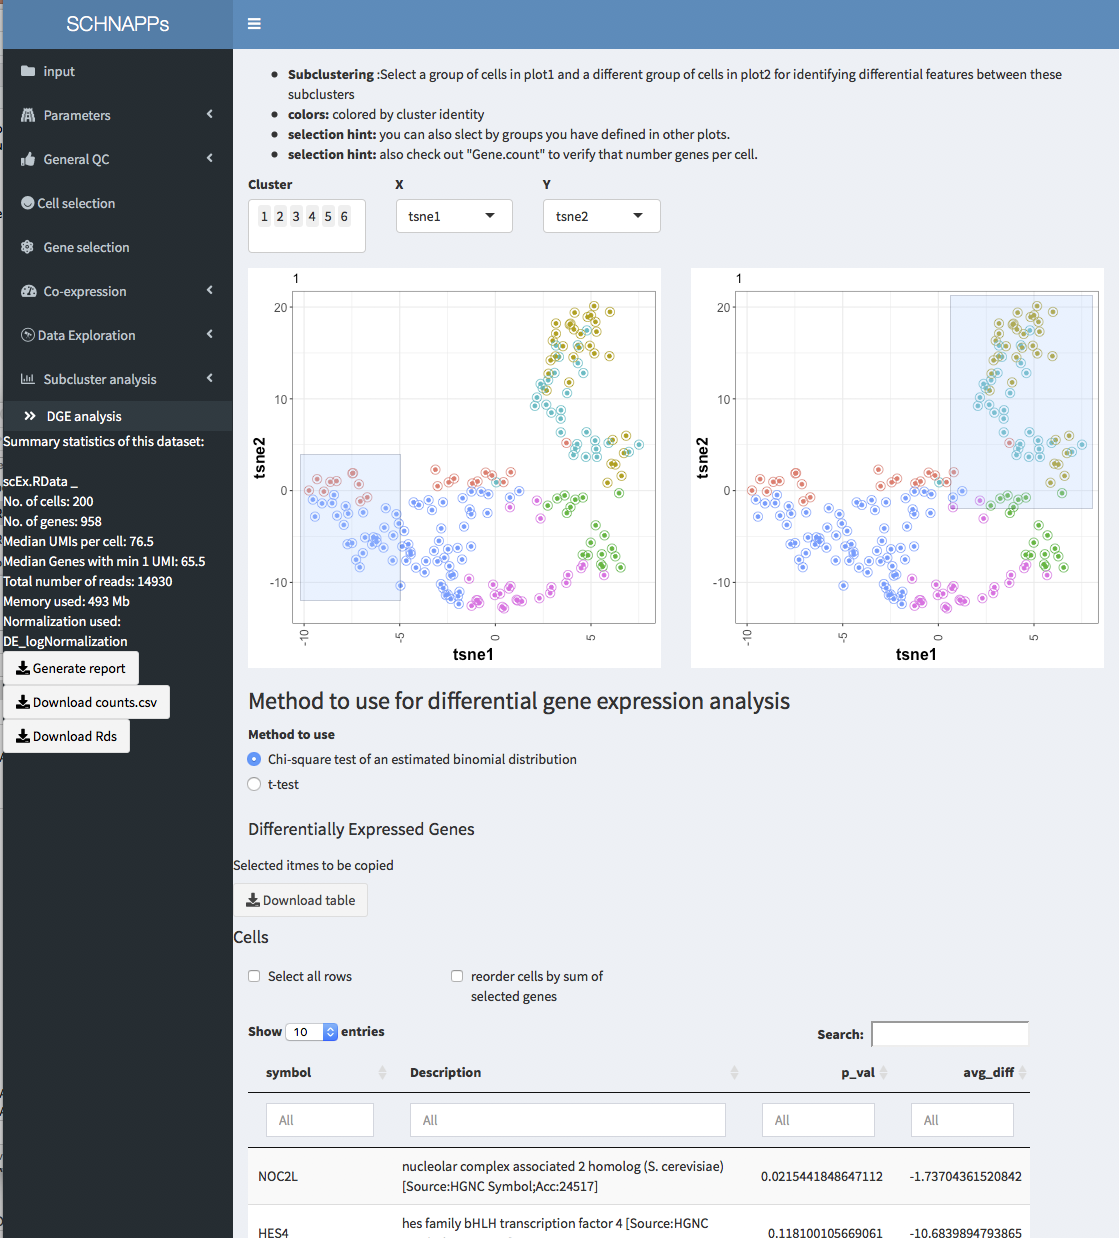 SCHNAPPs
input
Parameters
General QC
Cell selection
Gene selection
Co-expression
Data Exploration
Subcluster analysis
DGE analysis
Summary statistics of this dataset:
scEx.RData _
No. of cells: 200
No. of genes: 958
Median UMIs per cell: 76.5
Median Genes with min 1 UMI: 65.5
Total number of reads: 14930
Memory used: 493 Mb
Normalization used:
DE_logNormalization
Generate report
Download counts.csv
Download Rds
Subclustering :Select a group of cells in plot1 and a different group of cells in plot2 for identifying differential features between these
subclusters
colors: colored by cluster identity
selection hint: you can also slect by groups you have defined in other plots.
selection hint: also check out "Gene.count" to verify that number genes per cell.
Cluster X Y
1 2 3 4 5 6 tsne1 tsne2
1
20
10
0
-10
tsne2
-10 -5 0 5
tsne1
1
20
10
0
-10
tsne2
-10 -5 0 5
tsne1
Method to use for differential gene expression analysis
Method to use
Chi-square test of an estimated binomial distribution
t-test
Differentially Expressed Genes
Selected itmes to be copied
Download table
Cells
Select all rows
reorder cells by sum of
selected genes
Show 10 entries
Search:
symbol Description p_val avg_diff
All All All All
nucleolar complex associated 2 homolog (S. cerevisiae)
NOC2L 0.0215441848647112 -1.73704361520842
[Source:HGNC Symbol;Acc:24517]
hes family bHLH transcription factor 4 [Source:HGNC
HES4 0.118100105669061 -10.6839894793865